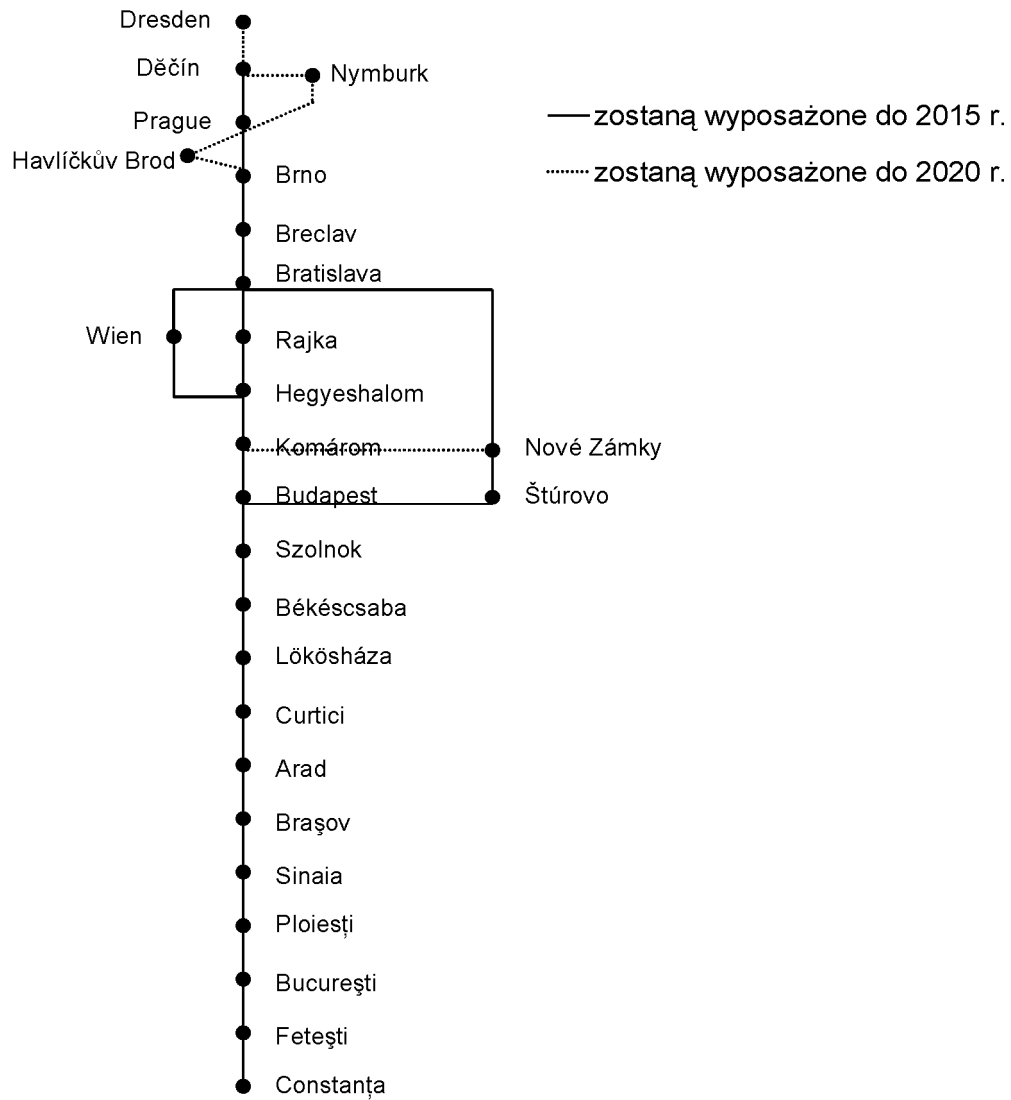 Dresden
Děčín
Nymburk
Prague
zostaną wyposażone do 2015 r.
Havlíčkův Brod
Brno
zostaną wyposażone do 2020 r.
Breclav
Bratislava
Wien
Rajka
Hegyeshalom
Komárom
Nové Zámky
Budapest
Štúrovo
Szolnok
Békéscsaba
Lökösháza
Curtici
Arad
Braşov
Sinaia
Ploiești
Bucureşti
Feteşti
Constanța